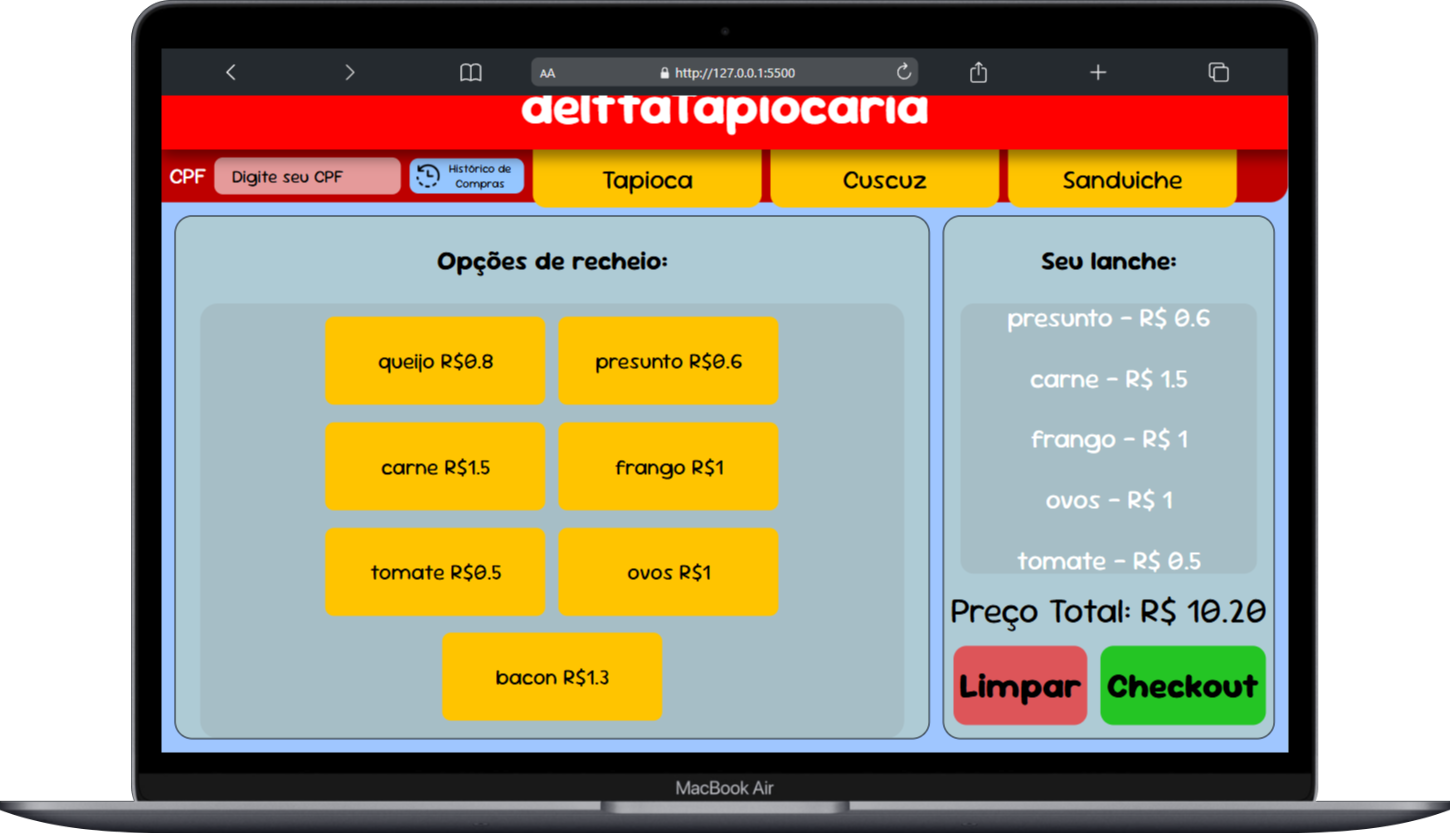 AA
http://127.0.0.1:5500
delttaTapiocaria
CPF
Digite seu CPF
Histórico de
Compras
Tapioca
Cuscuz
Sanduiche
Opções de recheio:
queijo R$0.8
presunto R$0.6
carne R$1.5
frango R$1
tomate R$0.5
ovos R$1
bacon R$1.3
Seu lanche:
presunto - R$ 0.6
carne - R$ 1.5
frango - R$ 1
ovos - R$ 1
tomate - R$ 0.5
Preço Total: R$ 10.20
Limpar
Checkout
MacBook Air